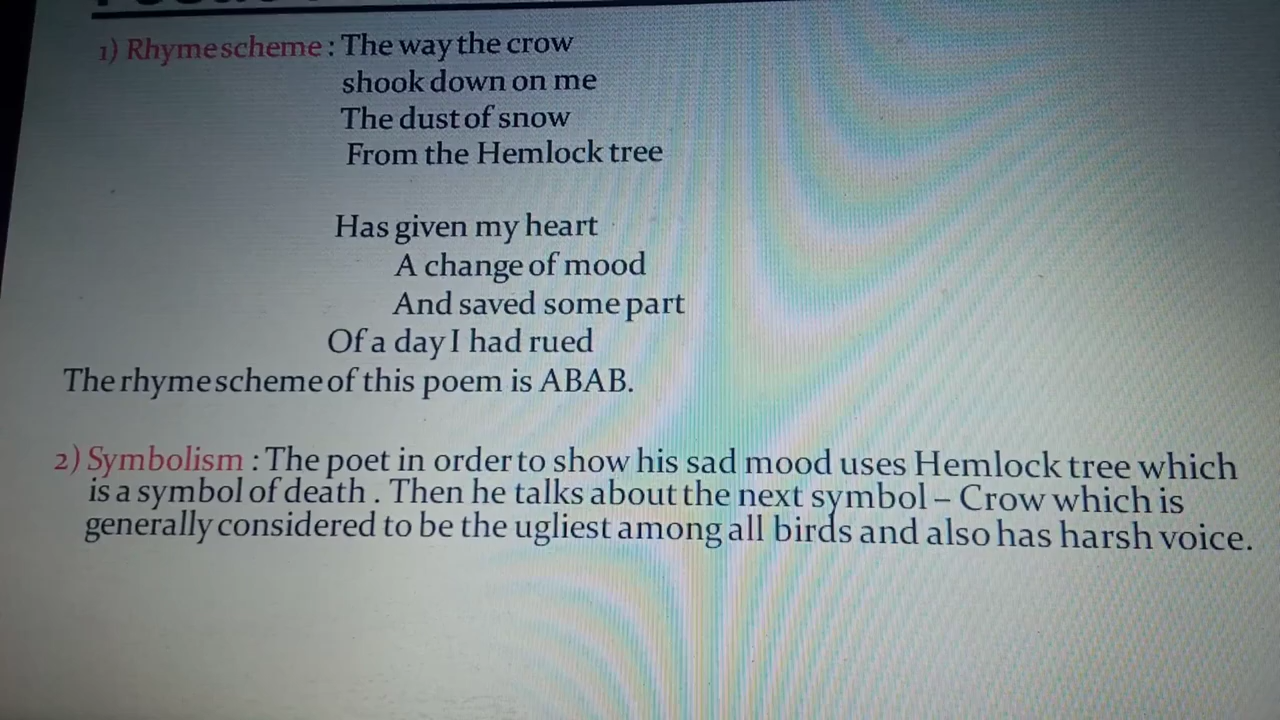 1) Rhyme scheme : The way the crow
shook down on me
The dust of snow
From the Hemlock tree
Has given my heart
A change of mood
And saved some part
Of a day I had rued
The rhyme scheme of this poem is ABAB.
2) Symbolism : The poet in order to show his sad mood uses Hemlock tree which
is a symbol of death . Then he talks about the next symbol – Crow which is
generally considered to be the ugliest among all birds and also has harsh voice.